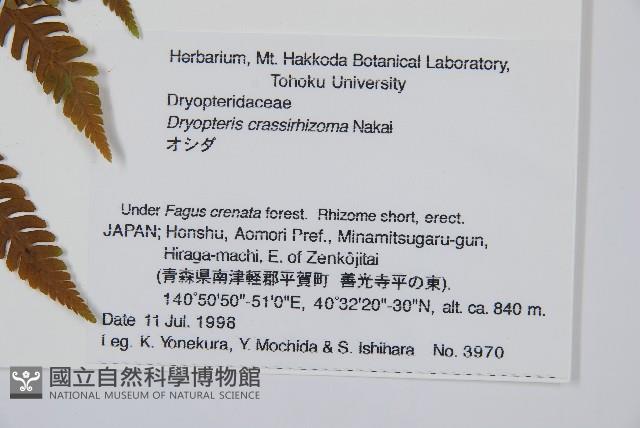 Herbarium, Mt. Hakkoda Botanical Laboratory,
Tohoku University
Dryopteridaceae
Dryopteris crassirhizoma Nakai
オシダ
Under Fagus crenata forest. Rhizome short, erect.
JAPAN; Honshu, Aomori Pref., Minamitsugaru-gun,
Hiraga-machi, E. of Zenkôjitai
(青森県南津軽郡平賀町 善光寺平の東).
140°50'50"-51'0"E, 40°32'20"-30"N, alt. ca. 840 m.
Date 11 Jul. 1998
Leg. K. Yonekura, Y. Mochida & S. Ishihara No. 3970
國立自然科學博物館
NATIONAL MUSEUM OF NATURAL SCIENCE